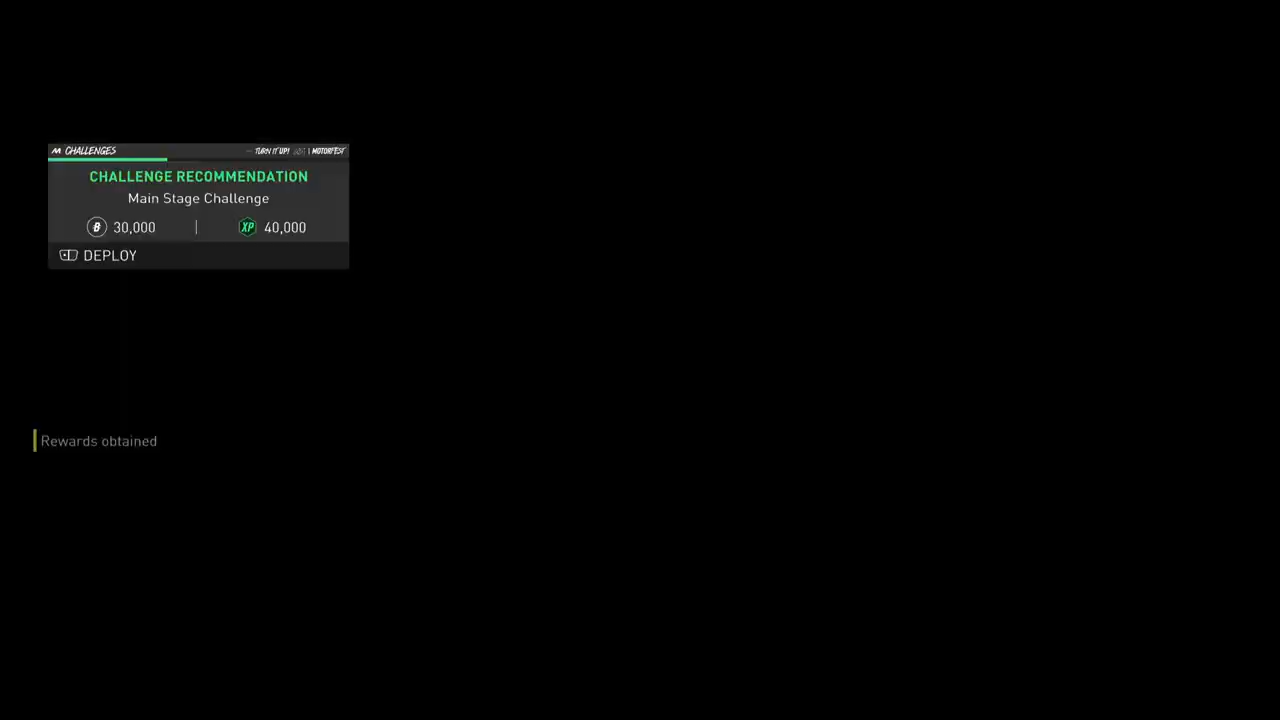 CHALLENGES
TURN IT UP! | MOTORFEST
CHALLENGE RECOMMENDATION
Main Stage Challenge
30,000 | XP 40,000
DEPLOY
Rewards obtained